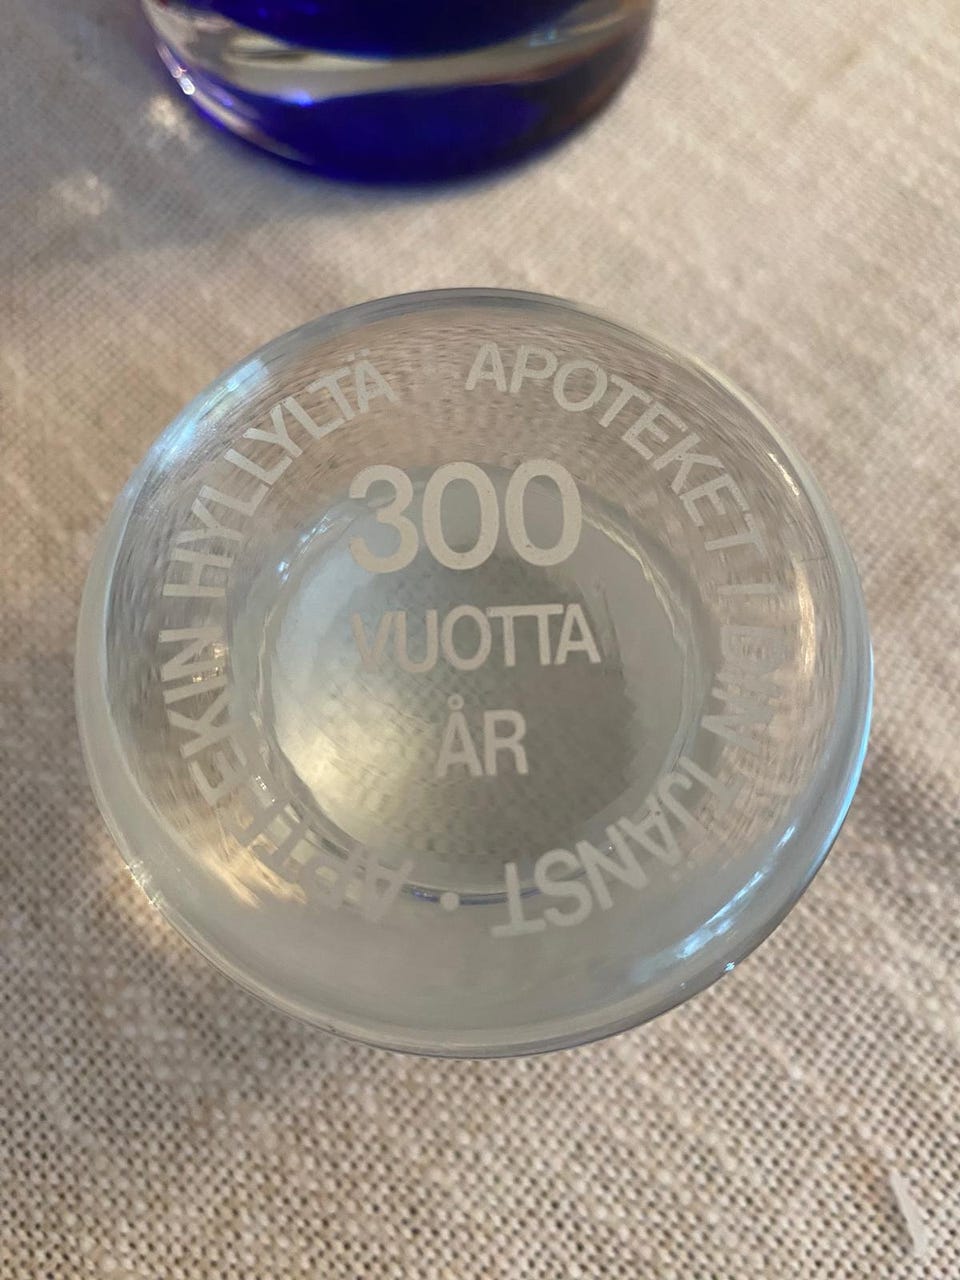 APTEEKIN HYLLYLTÄ
APOTEKET I DIN TJÄNST •
300
VUOTTA
ÅR